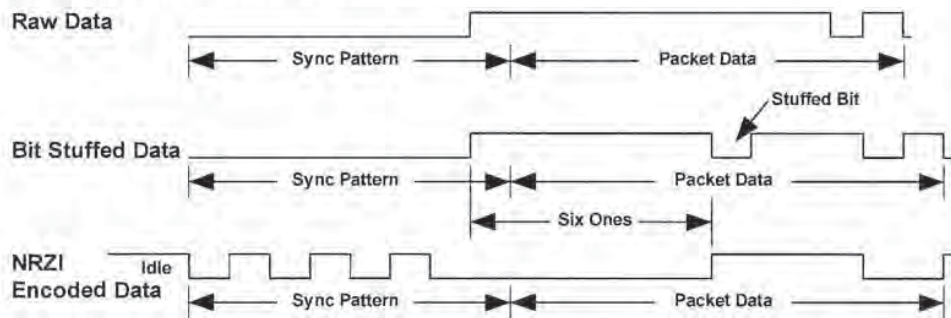 Raw Data
Sync Pattern
Packet Data
Stuffed Bit
Bit Stuffed Data
Sync Pattern
Packet Data
Six Ones
NRZI
Idle
Encoded Data
Sync Pattern
Packet Data